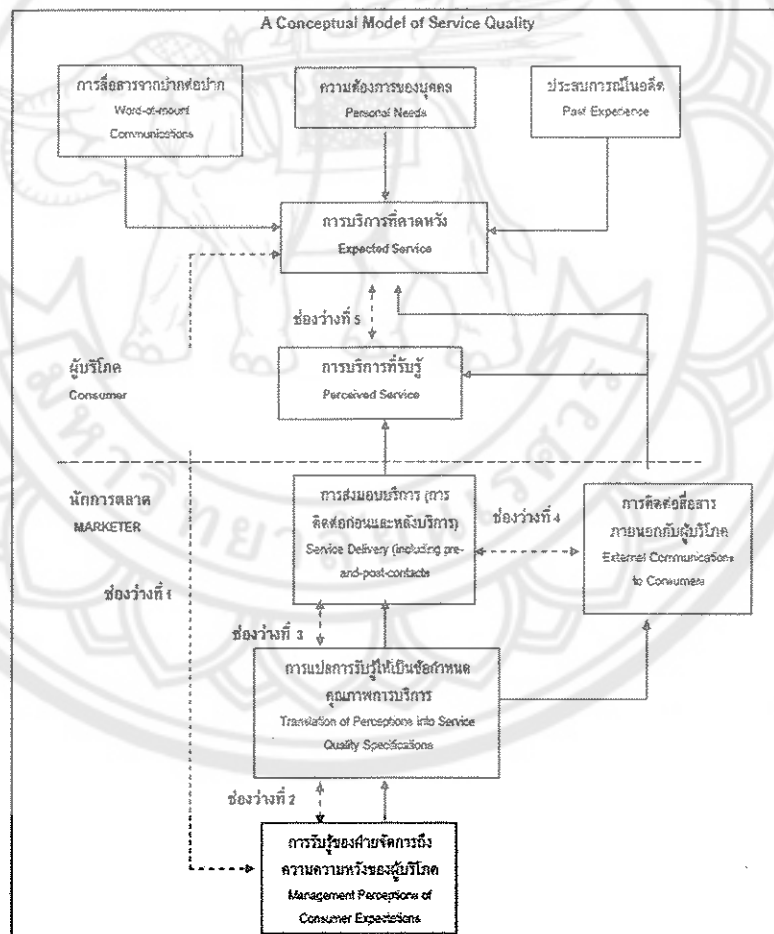 A Conceptual Model of Service Quality
การสื่อสารจากปากต่อปาก
Word-of-mount
Communications
ความต้องการของบุคคล
Personal Needs
ประสบการณ์ในอดีต
Past Experience
การบริการที่คาดหวัง
Expected Service
ช่องว่างที่ 5
ผู้บริโภค
Consumer
การบริการที่รับรู้
Perceived Service
นักการตลาด
MARKETER
การส่งมอบบริการ (การ
ติดต่อก่อนและหลังบริการ)
Service Delivery (including pre-
and-post-contacts
ช่องว่างที่ 4
การติดต่อสื่อสาร
ภายนอกกับผู้บริโภค
External Communications
to Consumers
ช่องว่างที่ 1
ช่องว่างที่ 3
การแปลการรับรู้ให้เป็นข้อกำหนด
คุณภาพการบริการ
Translation of Perceptions into Service
Quality Specifications
ช่องว่างที่ 2
การรับรู้ของฝ่ายจัดการถึง
ความความหวังของผู้บริโภค
Management Perceptions of
Consumer Expectations